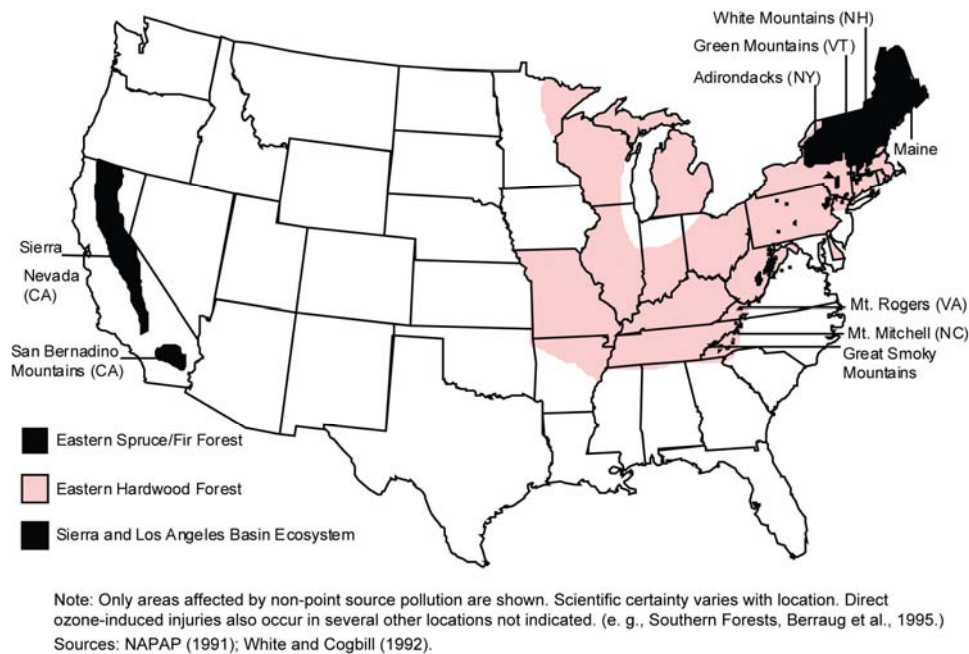 White Mountains (NH)
Green Mountains (VT)
Adirondacks (NY)
Maine
Sierra
Nevada
(CA)
San Bernadino
Mountains (CA)
Mt. Rogers (VA)
Mt. Mitchell (NC)
Great Smoky
Mountains
Eastern Spruce/Fir Forest
Eastern Hardwood Forest
Sierra and Los Angeles Basin Ecosystem
Note: Only areas affected by non-point source pollution are shown. Scientific certainty varies with location. Direct
ozone-induced injuries also occur in several other locations not indicated. (e. g., Southern Forests, Berraug et al., 1995.)
Sources: NAPAP (1991); White and Cogbill (1992).